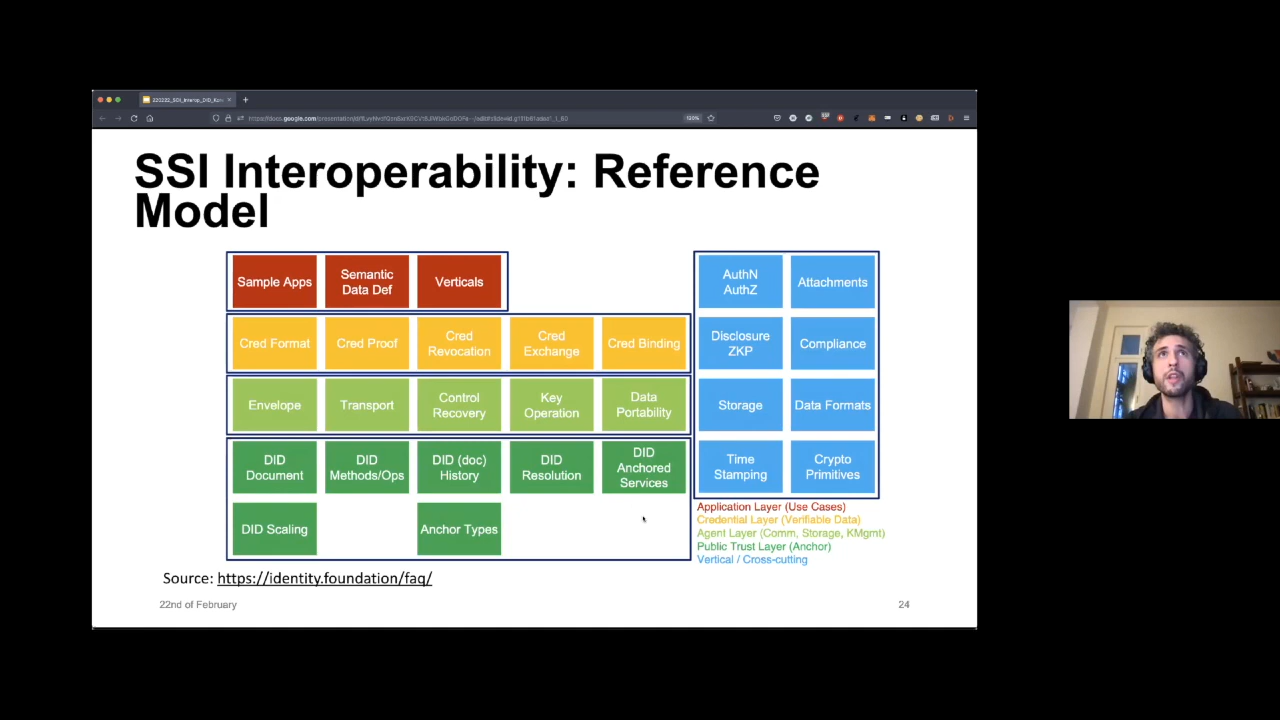 SSI Interoperability: Reference
Model
Sample Apps
Semantic
Data Def
Verticals
AuthN
AuthZ
Attachments
Cred Format
Cred Proof
Cred
Revocation
Cred
Exchange
Cred Binding
Disclosure
ZKP
Compliance
Envelope
Transport
Control
Recovery
Key
Operation
Data
Portability
Storage
Data Formats
DID
Document
DID
Methods/Ops
DID (doc)
History
DID
Resolution
DID
Anchored
Services
Time
Stamping
Crypto
Primitives
DID Scaling
Anchor Types
Application Layer (Use Cases)
Credential Layer (Verifiable Data)
Agent Layer (Comm, Storage, KMgmt)
Public Trust Layer (Anchor)
Vertical / Cross-cutting
Source: https://identity.foundation/faq/
22nd of February
24